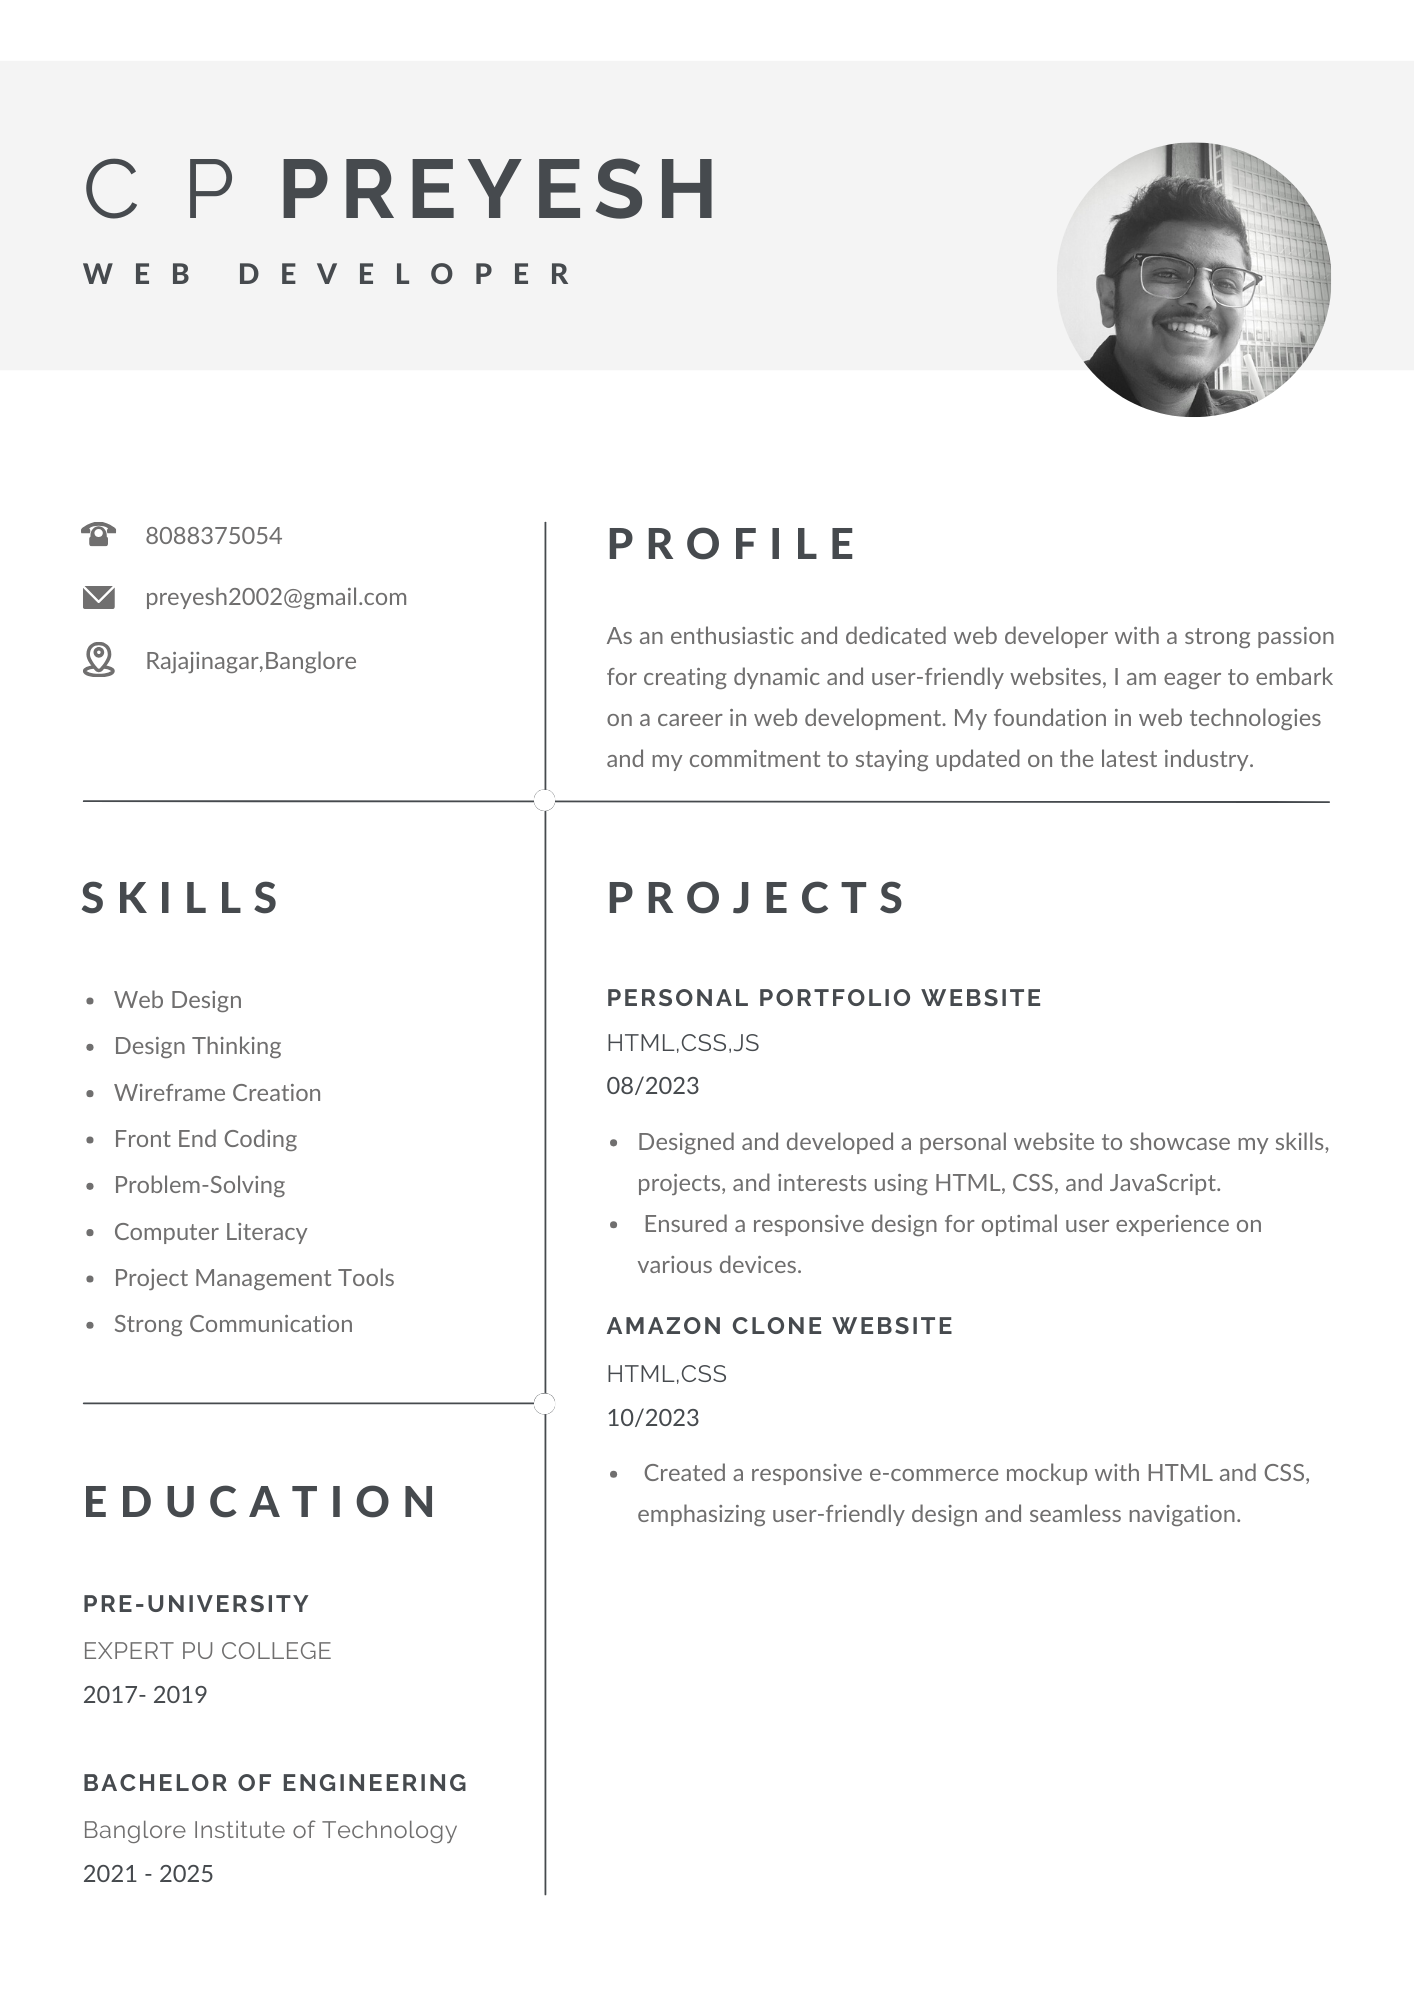 C P PREYESH
WEB DEVELOPER
8088375054
preyesh2002@gmail.com
Rajajinagar,Banglore
PROFILE
As an enthusiastic and dedicated web developer with a strong passion
for creating dynamic and user-friendly websites, I am eager to embark
on a career in web development. My foundation in web technologies
and my commitment to staying updated on the latest industry.
SKILLS
• Web Design
• Design Thinking
• Wireframe Creation
• Front End Coding
• Problem-Solving
• Computer Literacy
• Project Management Tools
• Strong Communication
EDUCATION
PRE-UNIVERSITY
EXPERT PU COLLEGE
2017- 2019
BACHELOR OF ENGINEERING
Banglore Institute of Technology
2021 - 2025
PROJECTS
PERSONAL PORTFOLIO WEBSITE
HTML,CSS,JS
08/2023
• Designed and developed a personal website to showcase my skills,
projects, and interests using HTML, CSS, and JavaScript.
• Ensured a responsive design for optimal user experience on
various devices.
AMAZON CLONE WEBSITE
HTML,CSS
10/2023
• Created a responsive e-commerce mockup with HTML and CSS,
emphasizing user-friendly design and seamless navigation.